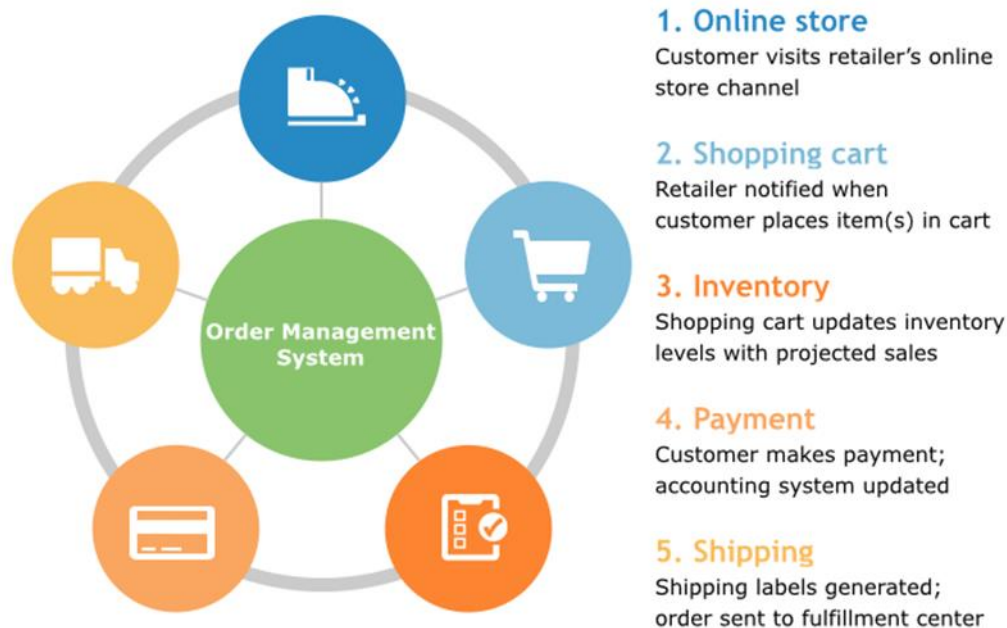 Order Management
System
1. Online store
Customer visits retailer’s online
store channel
2. Shopping cart
Retailer notified when
customer places item(s) in cart
3. Inventory
Shopping cart updates inventory
levels with projected sales
4. Payment
Customer makes payment;
accounting system updated
5. Shipping
Shipping labels generated;
order sent to fulfillment center